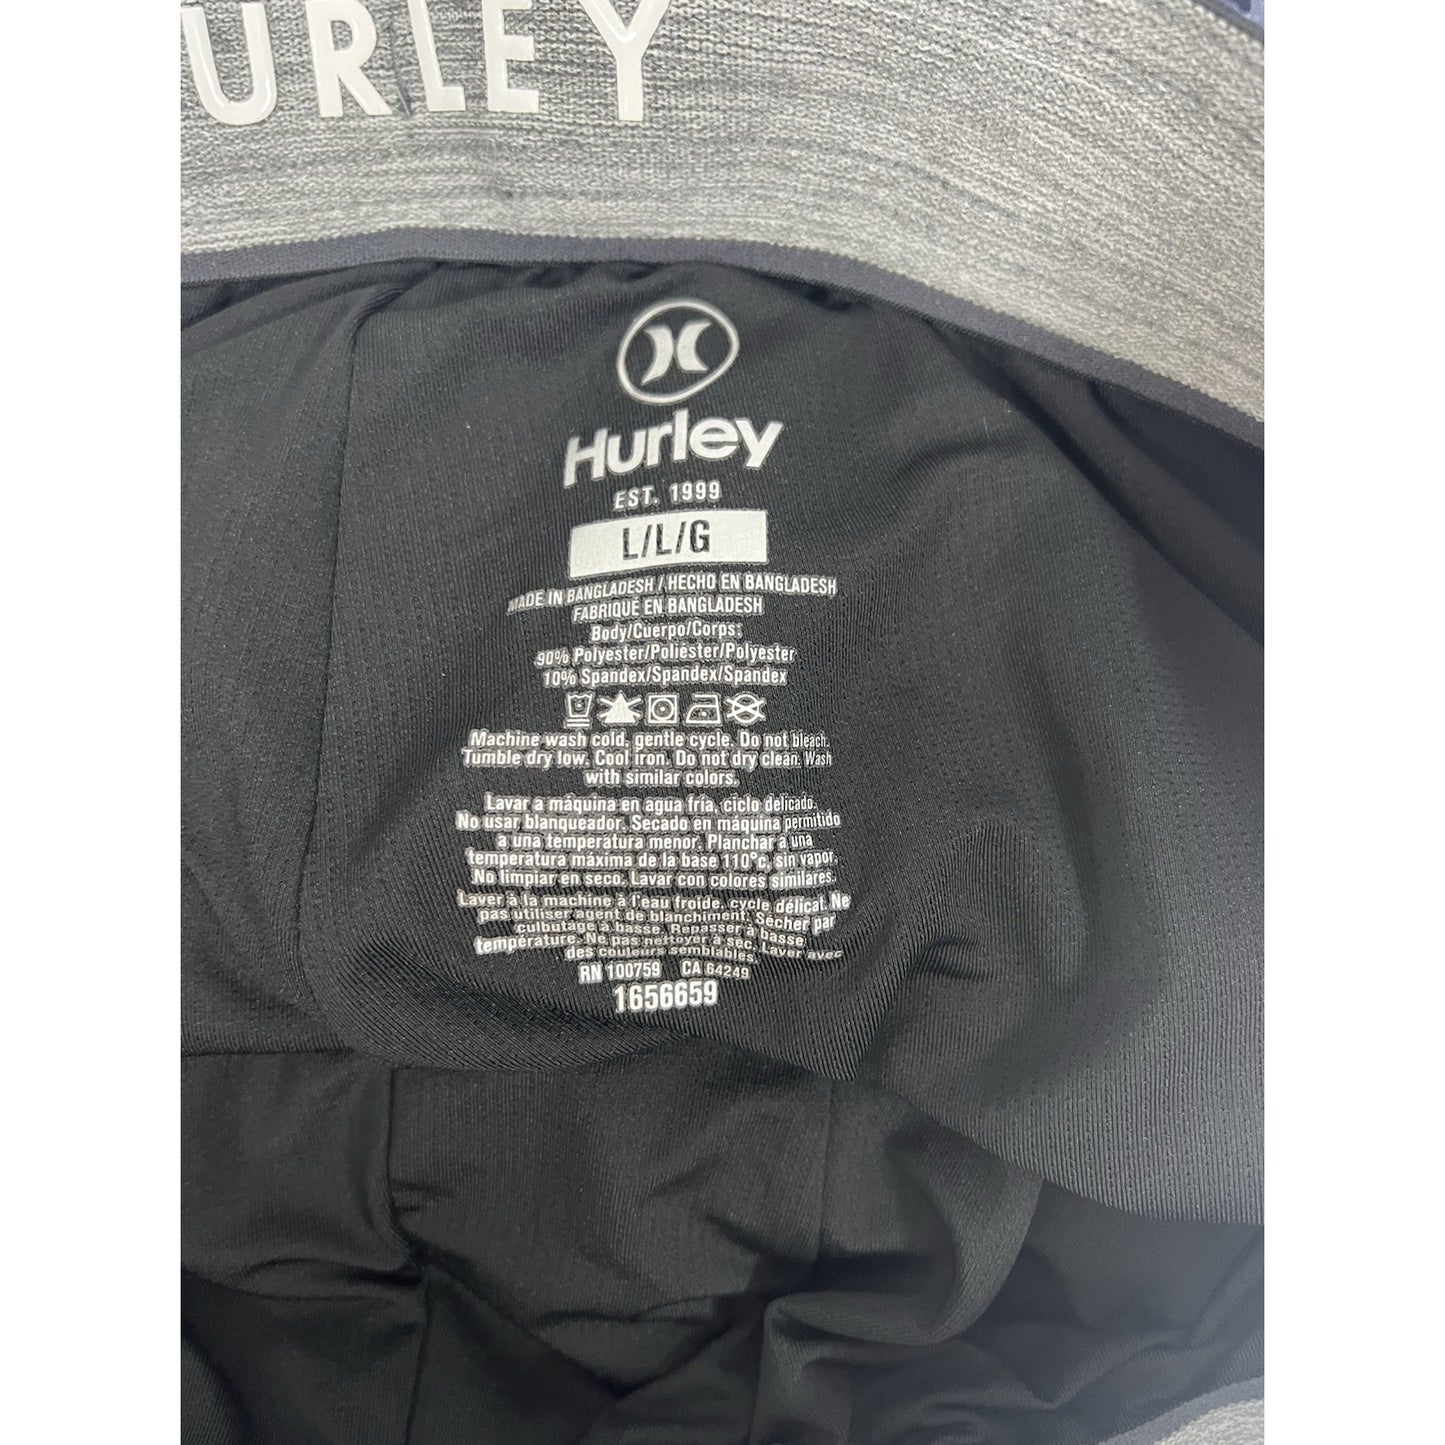 URLEY
Hurley
EST. 1999
L/L/G
MADE IN BANGLADESH / HECHO EN BANGLADESH
FABRIQUE EN BANGLADESH
Body/Cuerpo/Corps:
90% Polyester/Poliéster/Polyester
10% Spandex/Spandex/Spandex
Machine wash cold, gentle cycle. Do not bleach.
Tumble dry low. Cool iron. Do not dry clean. Wash
with similar colors.
Lavar a máquina en agua fría, ciclo delicado.
No usar blanqueador. Secado en máquina permitido
a una temperatura menor. Planchar a una
temperatura máxima de la base 110°c, sin vapor.
No limpiar en seco. Lavar con colores similares.
Laver à la machine à l'eau froide, cycle délicat. Ne
pas utiliser agent de blanchiment. Sécher par
culbutage à basse. Repasser à basse
température. Ne pas nettoyer à sec. Laver avec
des couleurs semblables.
RN 100759 CA 64249
1656659